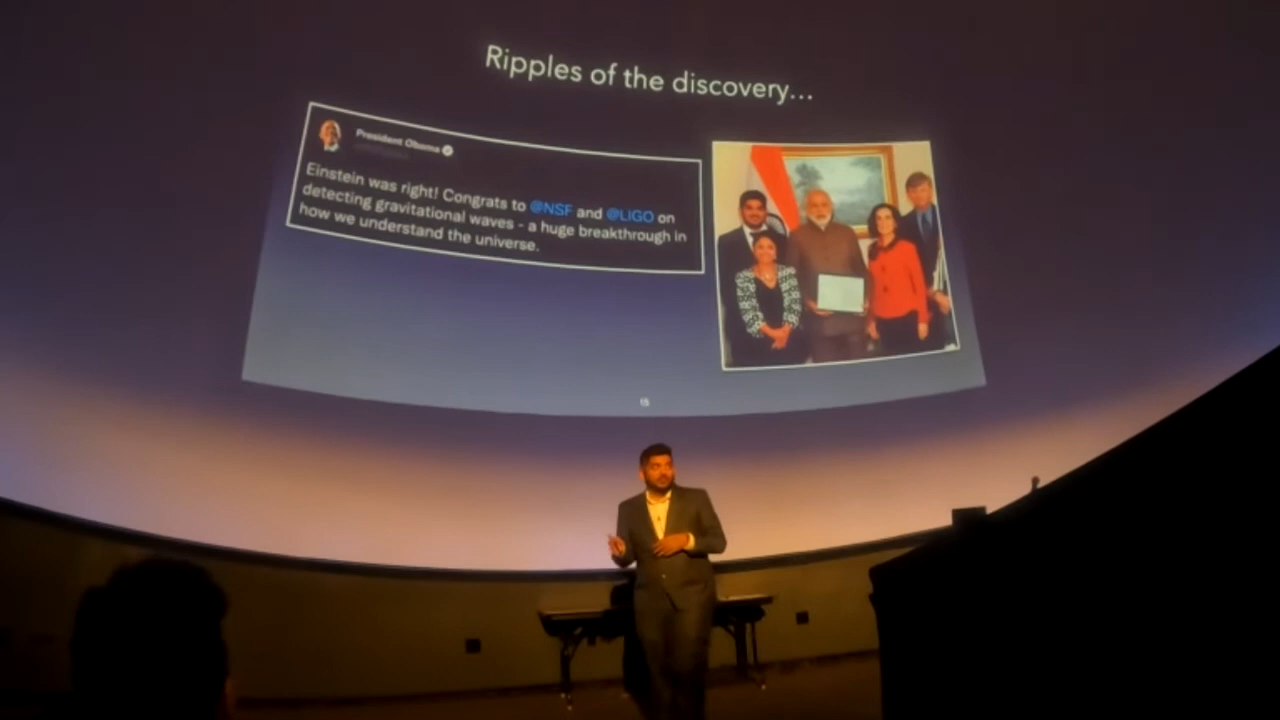 Ripples of the discovery...
President Obama
Einstein was right! Congrats to @NSF and @LIGO on
detecting gravitational waves - a huge breakthrough in
how we understand the universe.